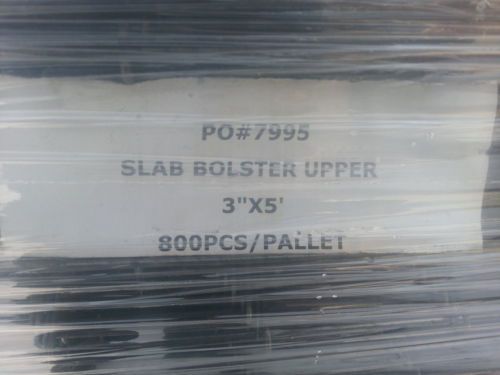 PO#7995
SLAB BOLSTER UPPER
3"X5'
800PCS/PALLET